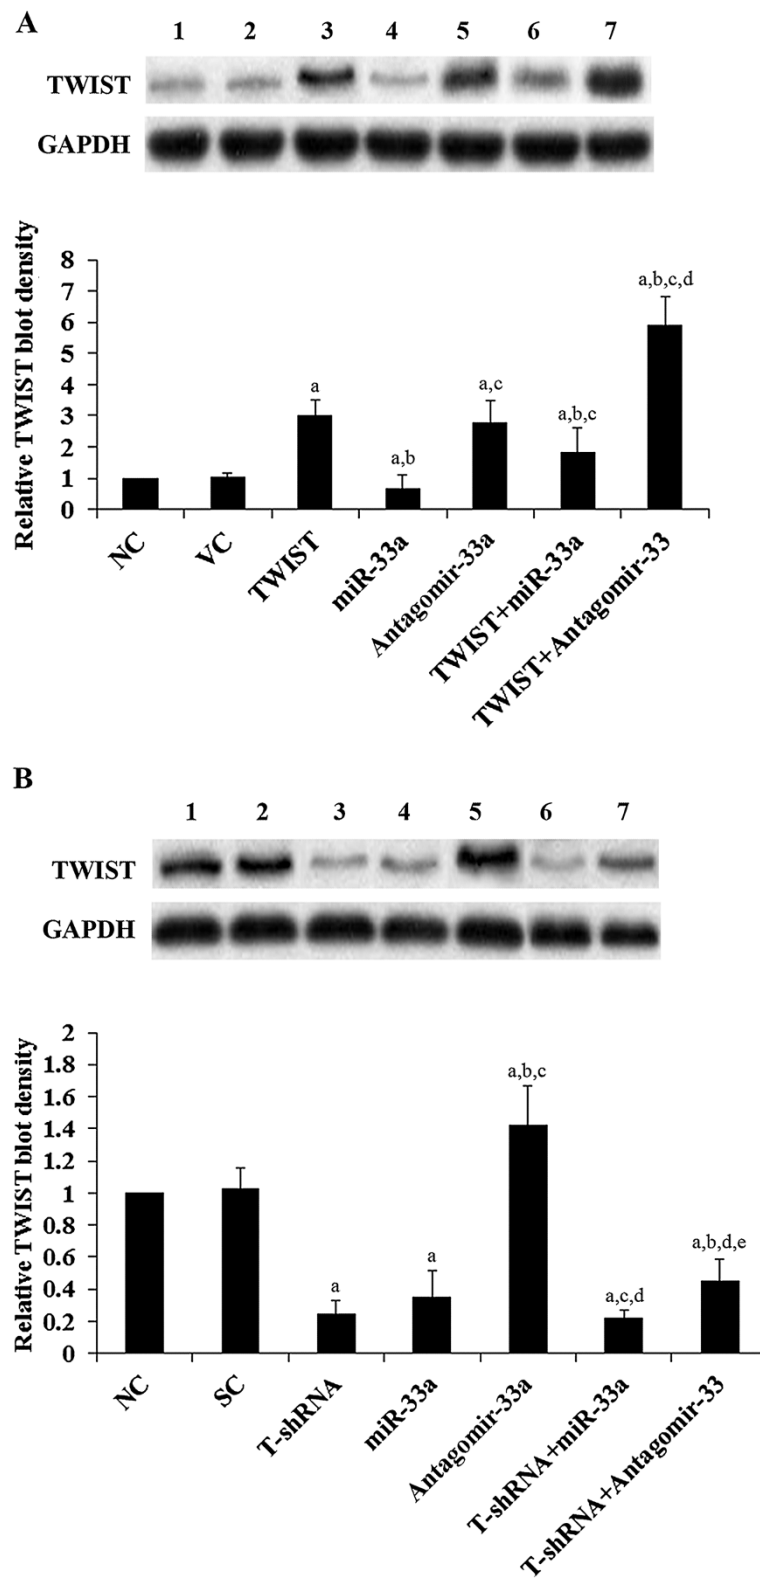 A
1 2 3 4 5 6 7
TWIST
GAPDH
Relative TWIST blot density
8
7
6
5
4
3
2
1
0
a
a,b
a,c
a,b,c
a,b,c,d
NC
VC
TWIST
miR-33a
Antagomir-33a
TWIST+miR-33a
TWIST+Antagomir-33
B
1 2 3 4 5 6 7
TWIST
GAPDH
Relative TWIST blot density
2
1.8
1.6
1.4
1.2
1
0.8
0.6
0.4
0.2
0
a
a
a,b,c
a,c,d
a,b,d,e
NC
SC
T-shRNA
miR-33a
Antagomir-33a
T-shRNA+miR-33a
T-shRNA+Antagomir-33